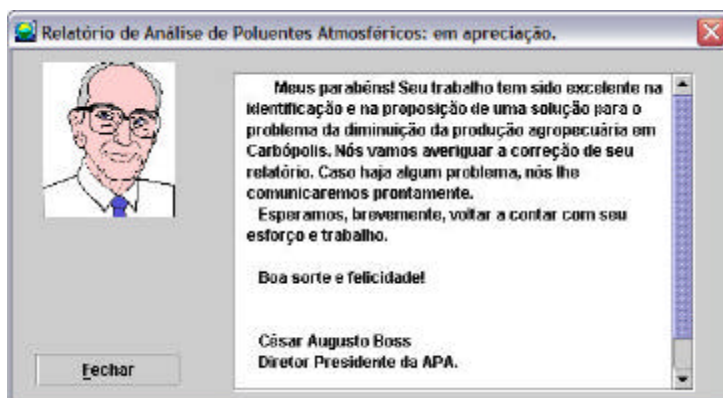 Relatório de Análise de Poluentes Atmosféricos: em apreciação.
Meus parabéns! Seu trabalho tem sido excelente na
identificação e na proposição de uma solução para o
problema da diminuição da produção agropecuária em
Carbópolis. Nós vamos averiguar a correção de seu
relatório. Caso haja algum problema, nós lhe
comunicaremos prontamente.
Esperamos, brevemente, voltar a contar com seu
esforço e trabalho.
Boa sorte e felicidade!
César Augusto Boss
Diretor Presidente da APA.
Fechar